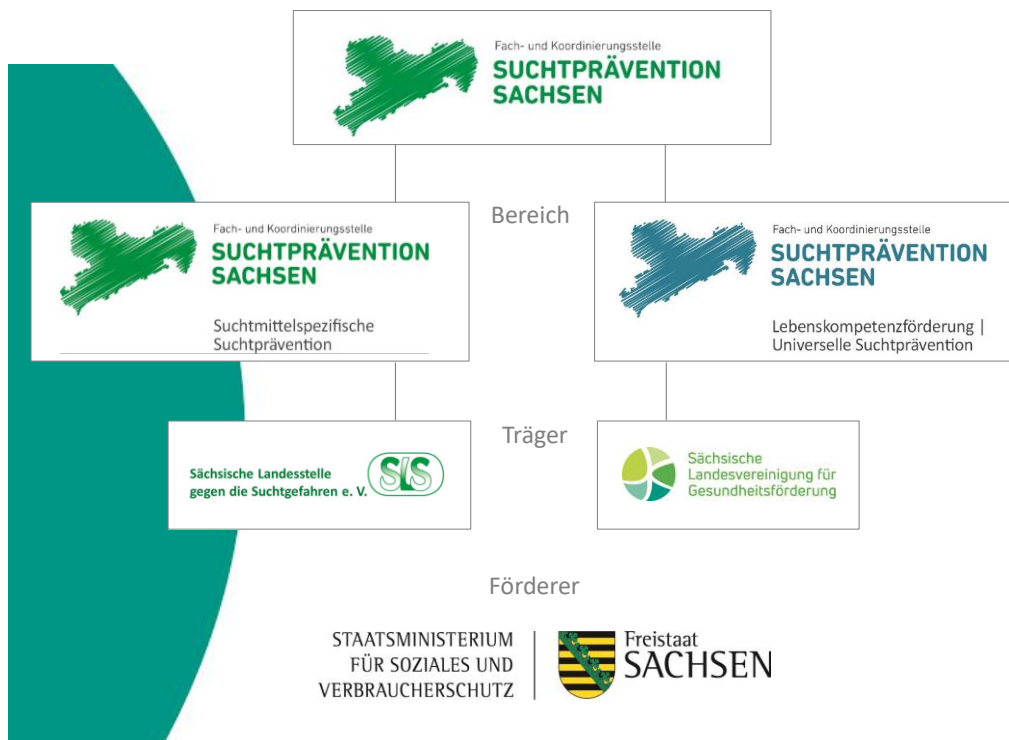 Fach- und Koordinierungsstelle
SUCHTPRÄVENTION
SACHSEN
Bereich
Fach- und Koordinierungsstelle
SUCHTPRÄVENTION
SACHSEN
Suchtmittelspezifische
Suchtprävention
Fach- und Koordinierungsstelle
SUCHTPRÄVENTION
SACHSEN
Lebenskompetenzförderung |
Universelle Suchtprävention
Träger
Sächsische Landesstelle
gegen die Suchtgefahren e. V.
SLS
Sächsische
Landesvereinigung für
Gesundheitsförderung
Förderer
STAATSMINISTERIUM
FÜR SOZIALES UND
VERBRAUCHERSCHUTZ
Freistaat
SACHSEN